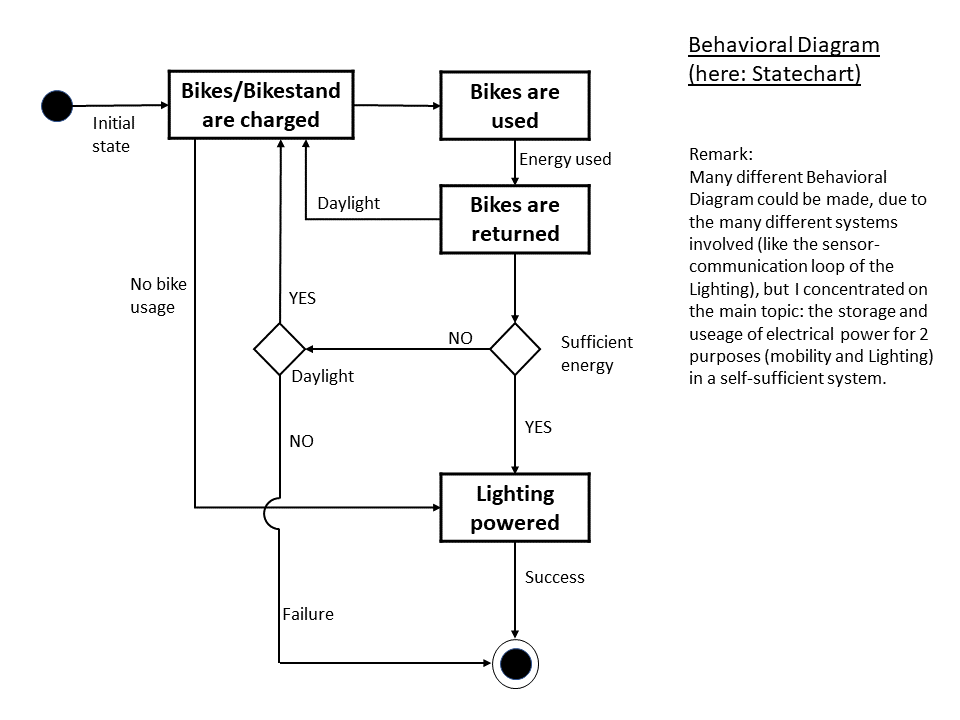 Behavioral Diagram
(here: Statechart)
Bikes/Bikestand
are charged
Bikes are
used
Initial
state
Energy used
Remark:
Many different Behavioral
Diagram could be made, due to
the many different systems
involved (like the sensor-
communication loop of the
Lighting), but I concentrated on
the main topic: the storage and
useage of electrical power for 2
purposes (mobility and Lighting)
in a self-sufficient system.
Daylight
Bikes are
returned
No bike
usage
YES
NO
Sufficient
energy
Daylight
YES
NO
Lighting
powered
Success
Failure